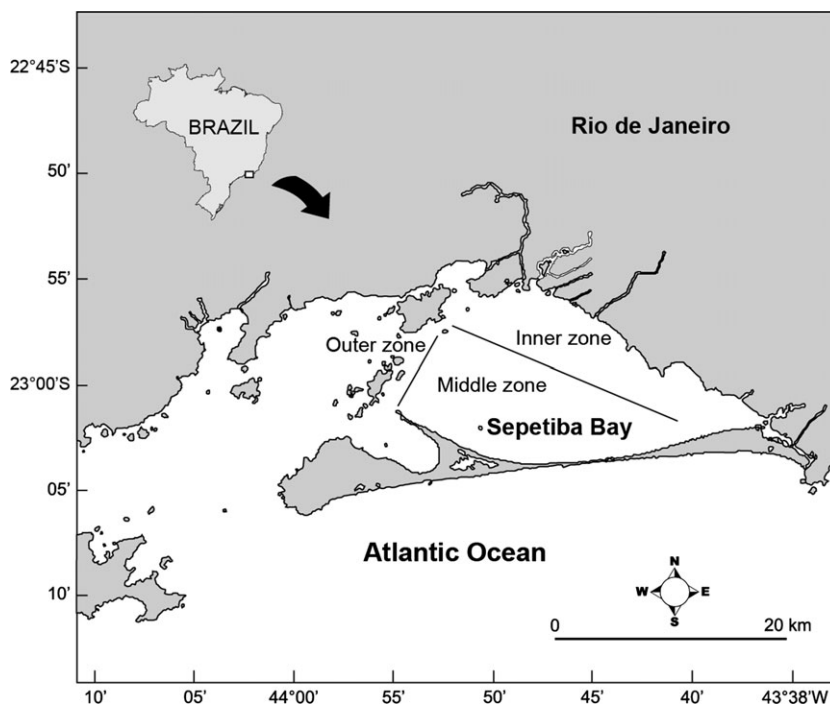 22°45'S
BRAZIL
Rio de Janeiro
50'
55'
Outer zone
Inner zone
23°00'S
Middle zone
Sepetiba Bay
05'
Atlantic Ocean
N
W
E
S
10'
0
20 km
10'
05'
44°00'
55'
50'
45'
40'
43°38'W